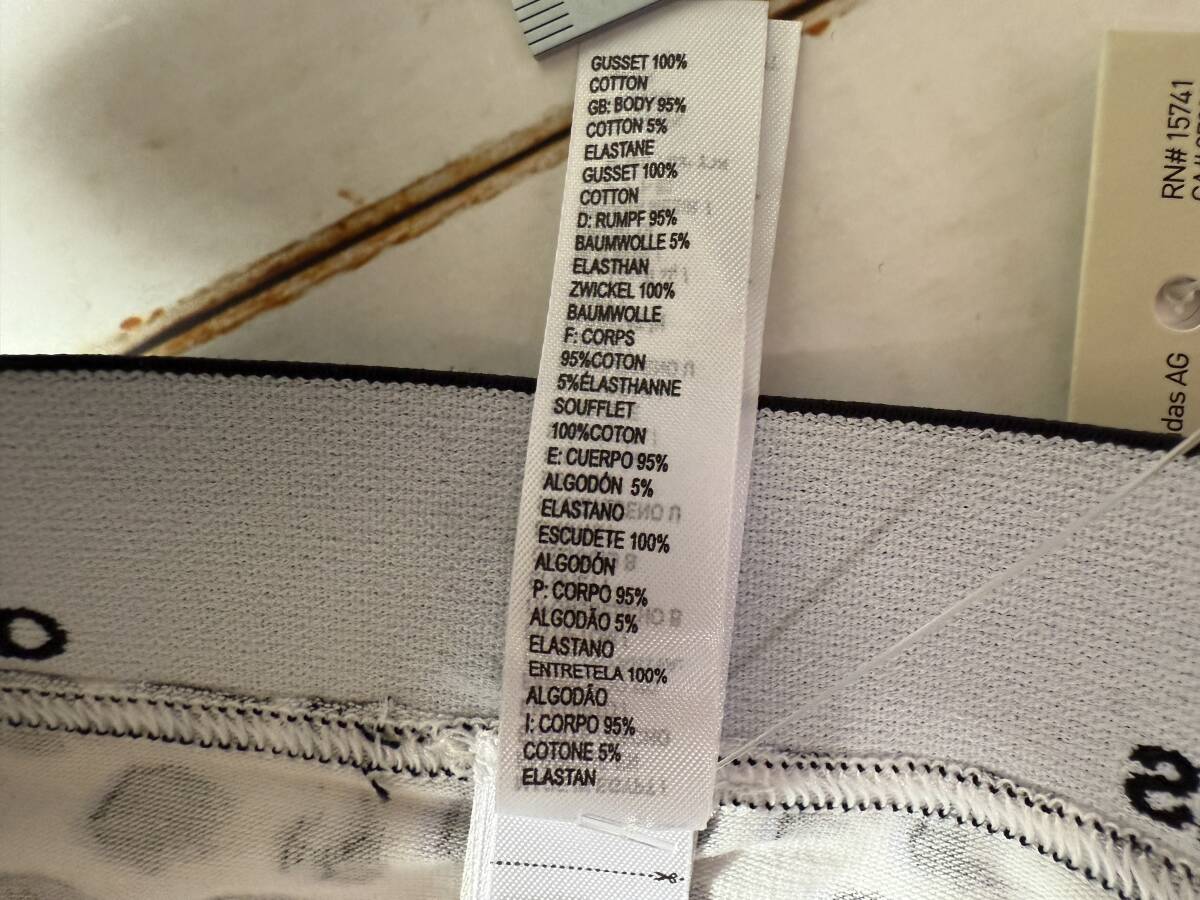 GUSSET 100%
COTTON
GB: BODY 95%
COTTON 5%
ELASTANE
GUSSET 100%
COTTON
D: RUMPF 95%
BAUMWOLLE 5%
ELASTHAN
ZWICKEL 100%
BAUMWOLLE
F: CORPS
95%COTON
5%ÉLASTHANNE
SOUFFLET
100%COTON
E: CUERPO 95%
ALGODÓN 5%
ELASTANO
ESCUDETE 100%
ALGODÓN
P: CORPO 95%
ALGODÃO 5%
ELASTANO
ENTRETELA 100%
ALGODÃO
I: CORPO 95%
COTONE 5%
ELASTAN
RN# 15741
das AG